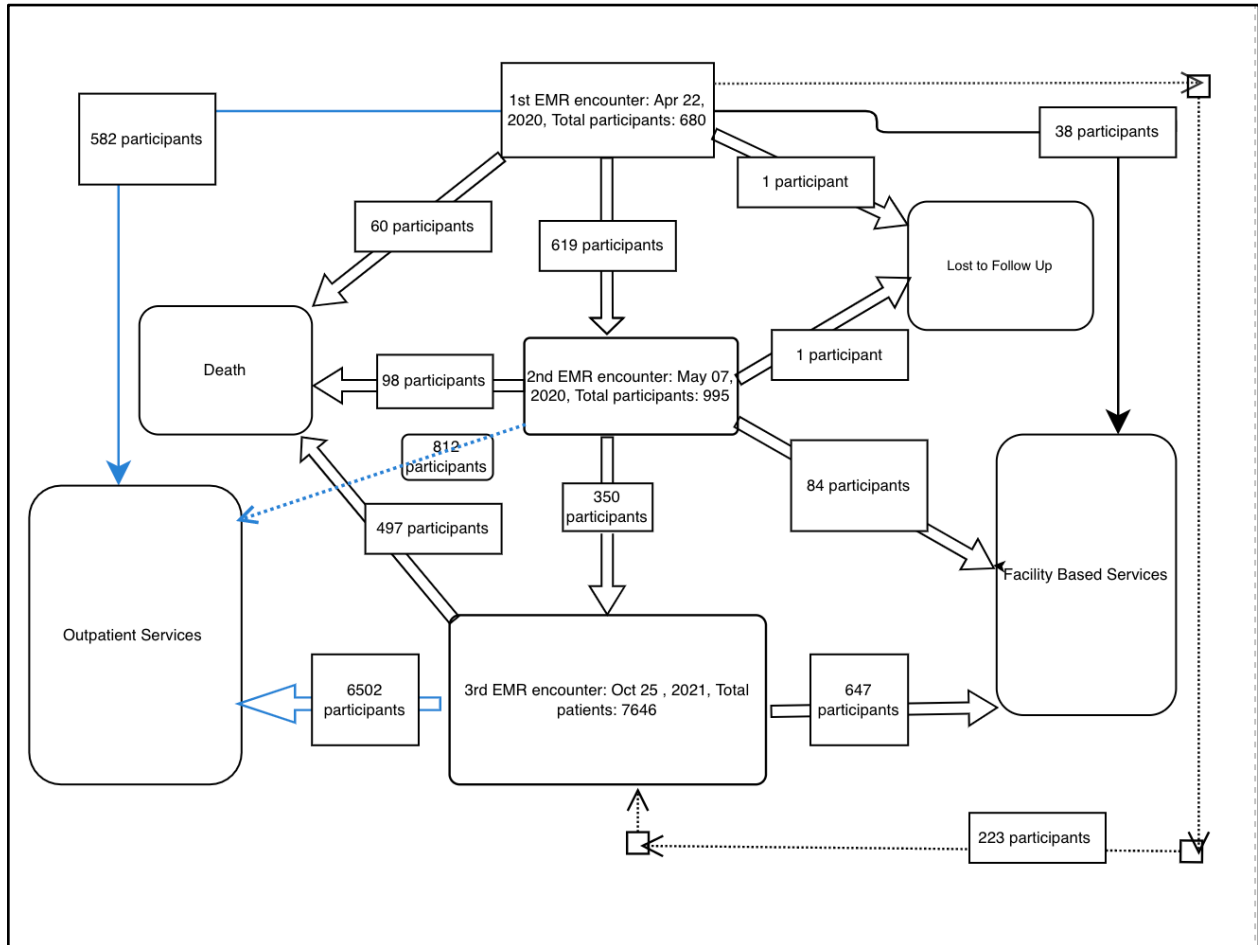 1st EMR encounter: Apr 22,
2020, Total participants: 680
582 participants
38 participants
1 participant
60 participants
619 participants
Lost to Follow Up
Death
98 participants
2nd EMR encounter: May 07,
2020, Total participants: 995
1 participant
812
participants
84 participants
350
participants
497 participants
Facility Based Services
Outpatient Services
6502
participants
3rd EMR encounter: Oct 25 , 2021, Total
patients: 7646
647
participants
223 participants